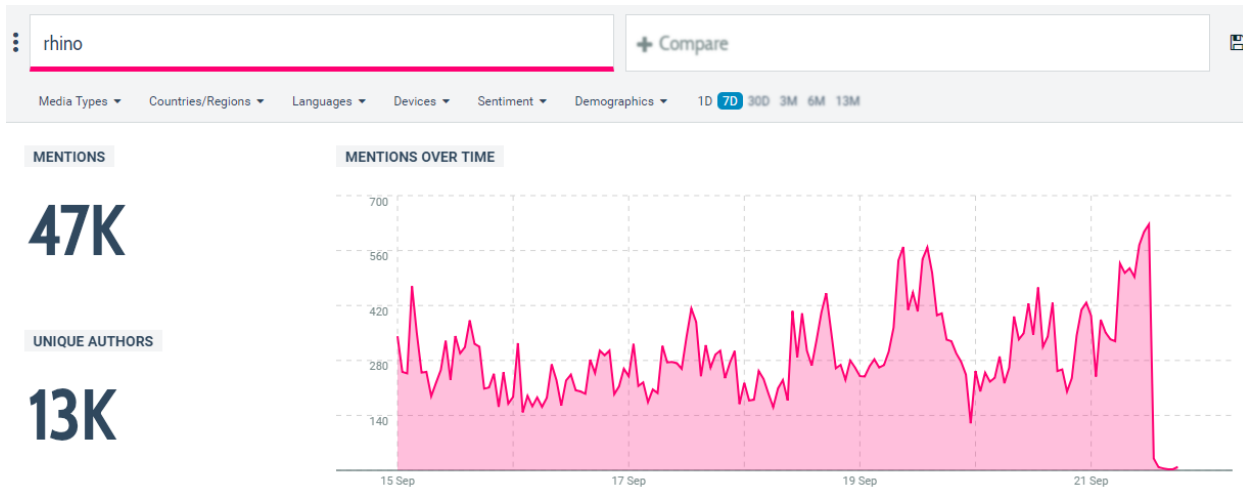 rhino
+ Compare
Media Types Countries/Regions Languages Devices Sentiment Demographics 1D 7D 30D 3M 6M 13M
MENTIONS
MENTIONS OVER TIME
47K
700
560
420
280
140
UNIQUE AUTHORS
13K
15 Sep 17 Sep 19 Sep 21 Sep